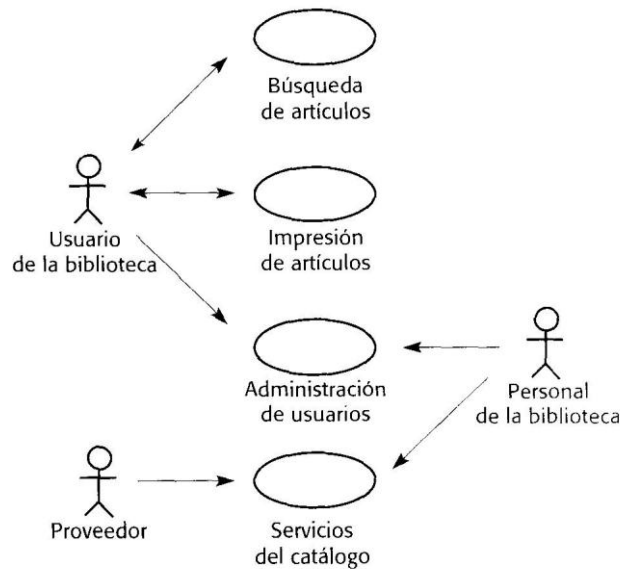 Búsqueda
de artículos
Usuario
de la biblioteca
Impresión
de artículos
Administración
de usuarios
Personal
de la biblioteca
Proveedor
Servicios
del catálogo